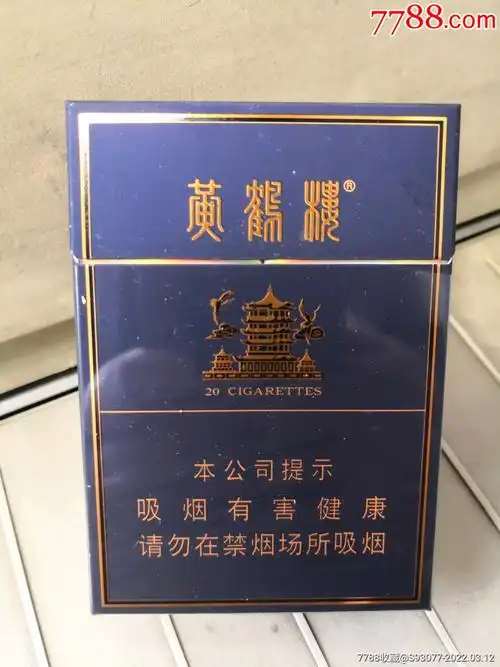 7788.com
黄鹤楼®
20 CIGARETTES
本公司提示
吸烟有害健康
请勿在禁烟场所吸烟
7788收藏@S93077-2022.03.12